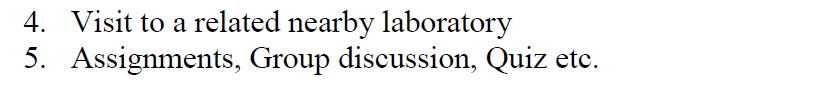 4. Visit to a related nearby laboratory
5. Assignments, Group discussion, Quiz etc.